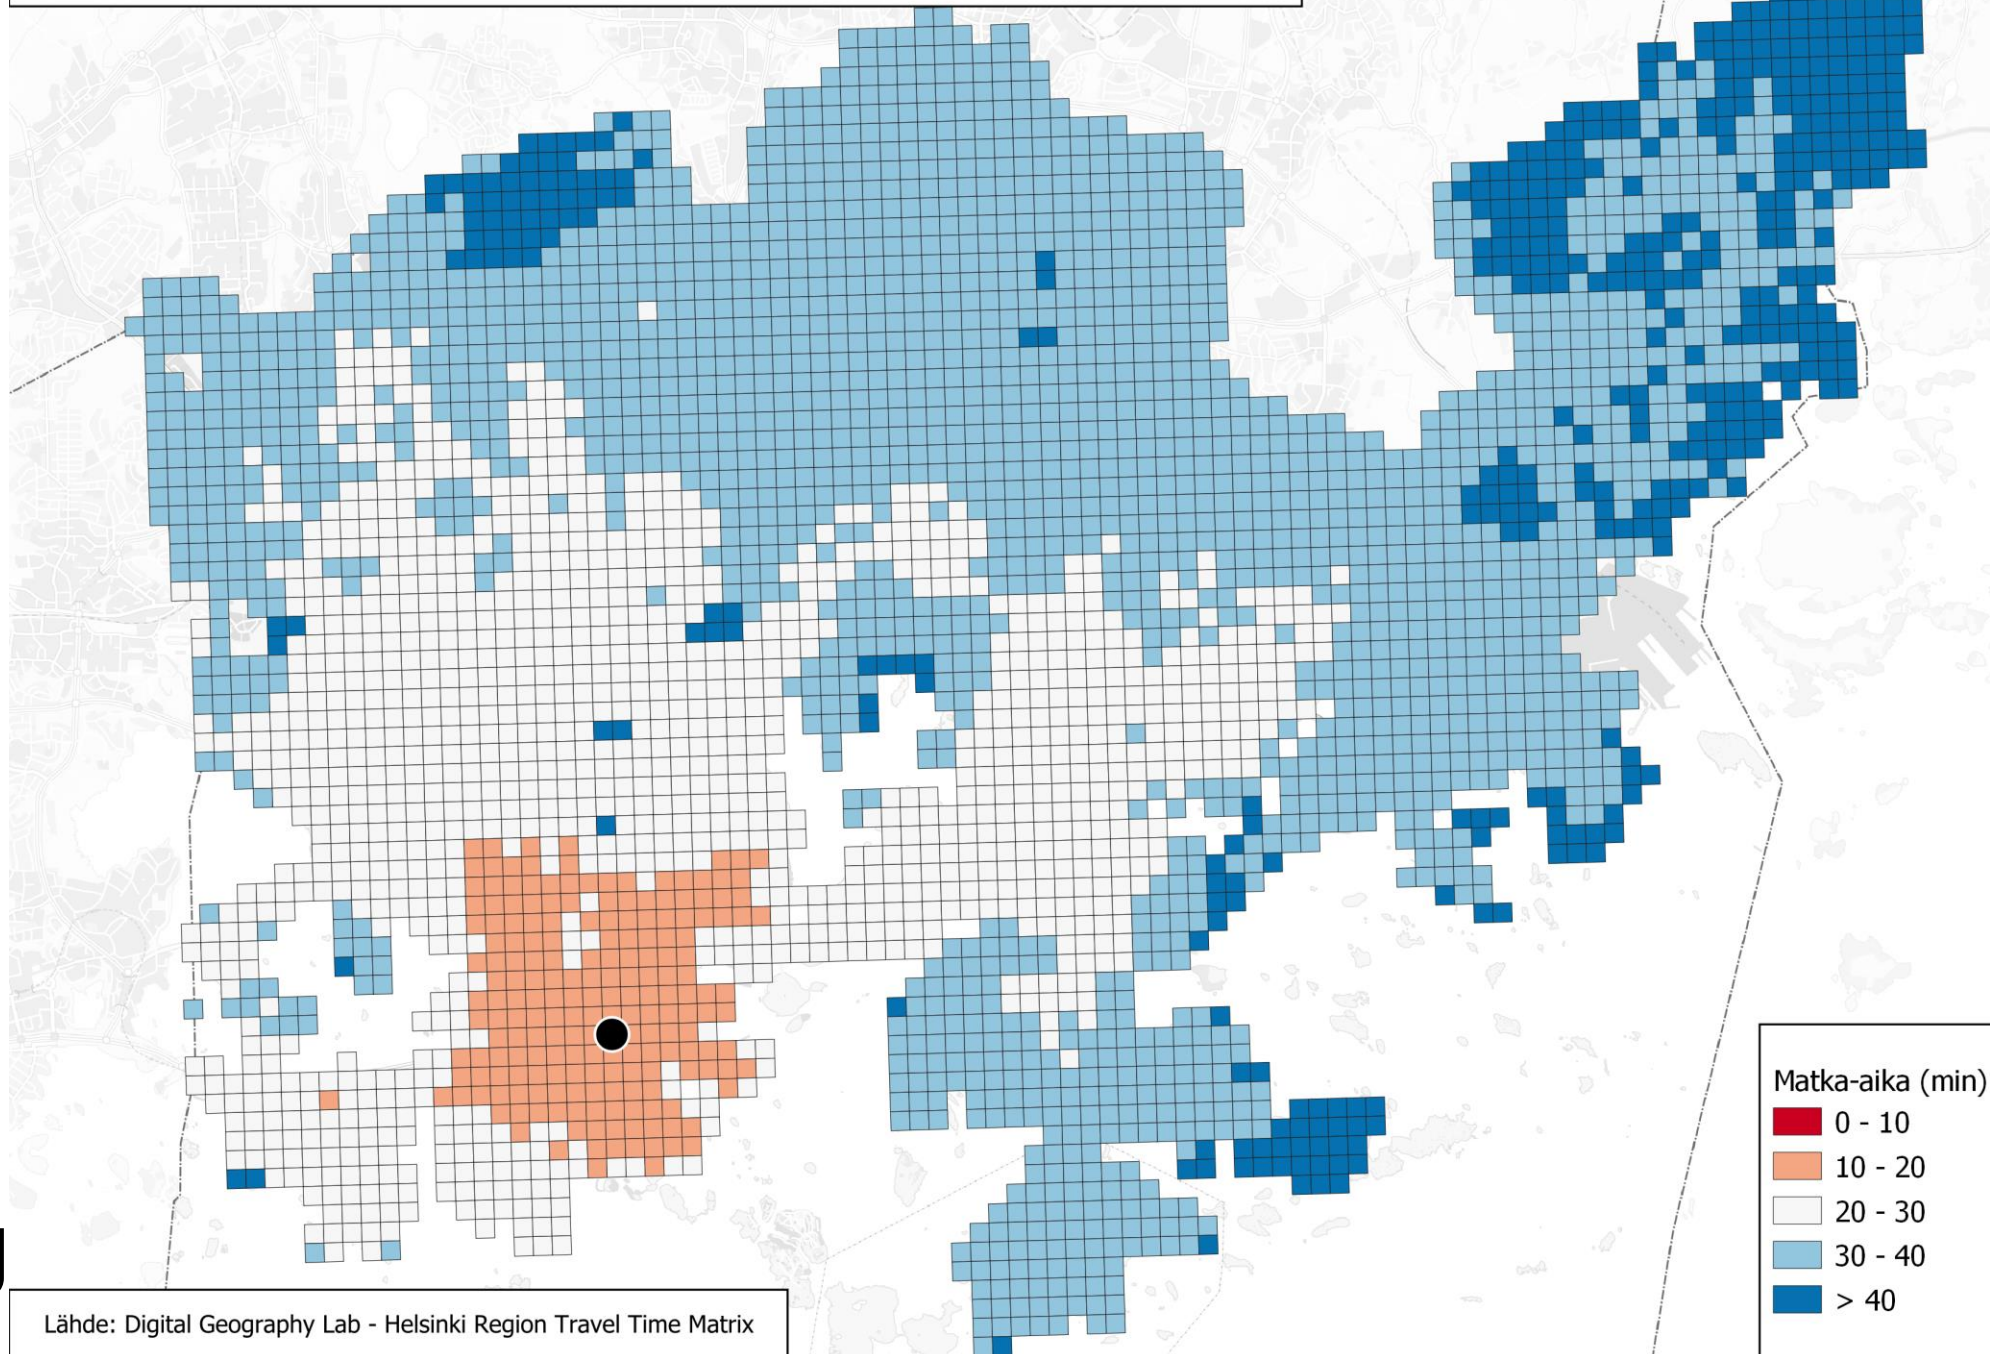 Matka-aika (min)
0 - 10
10 - 20
20 - 30
30 - 40
> 40
Lähde: Digital Geography Lab - Helsinki Region Travel Time Matrix